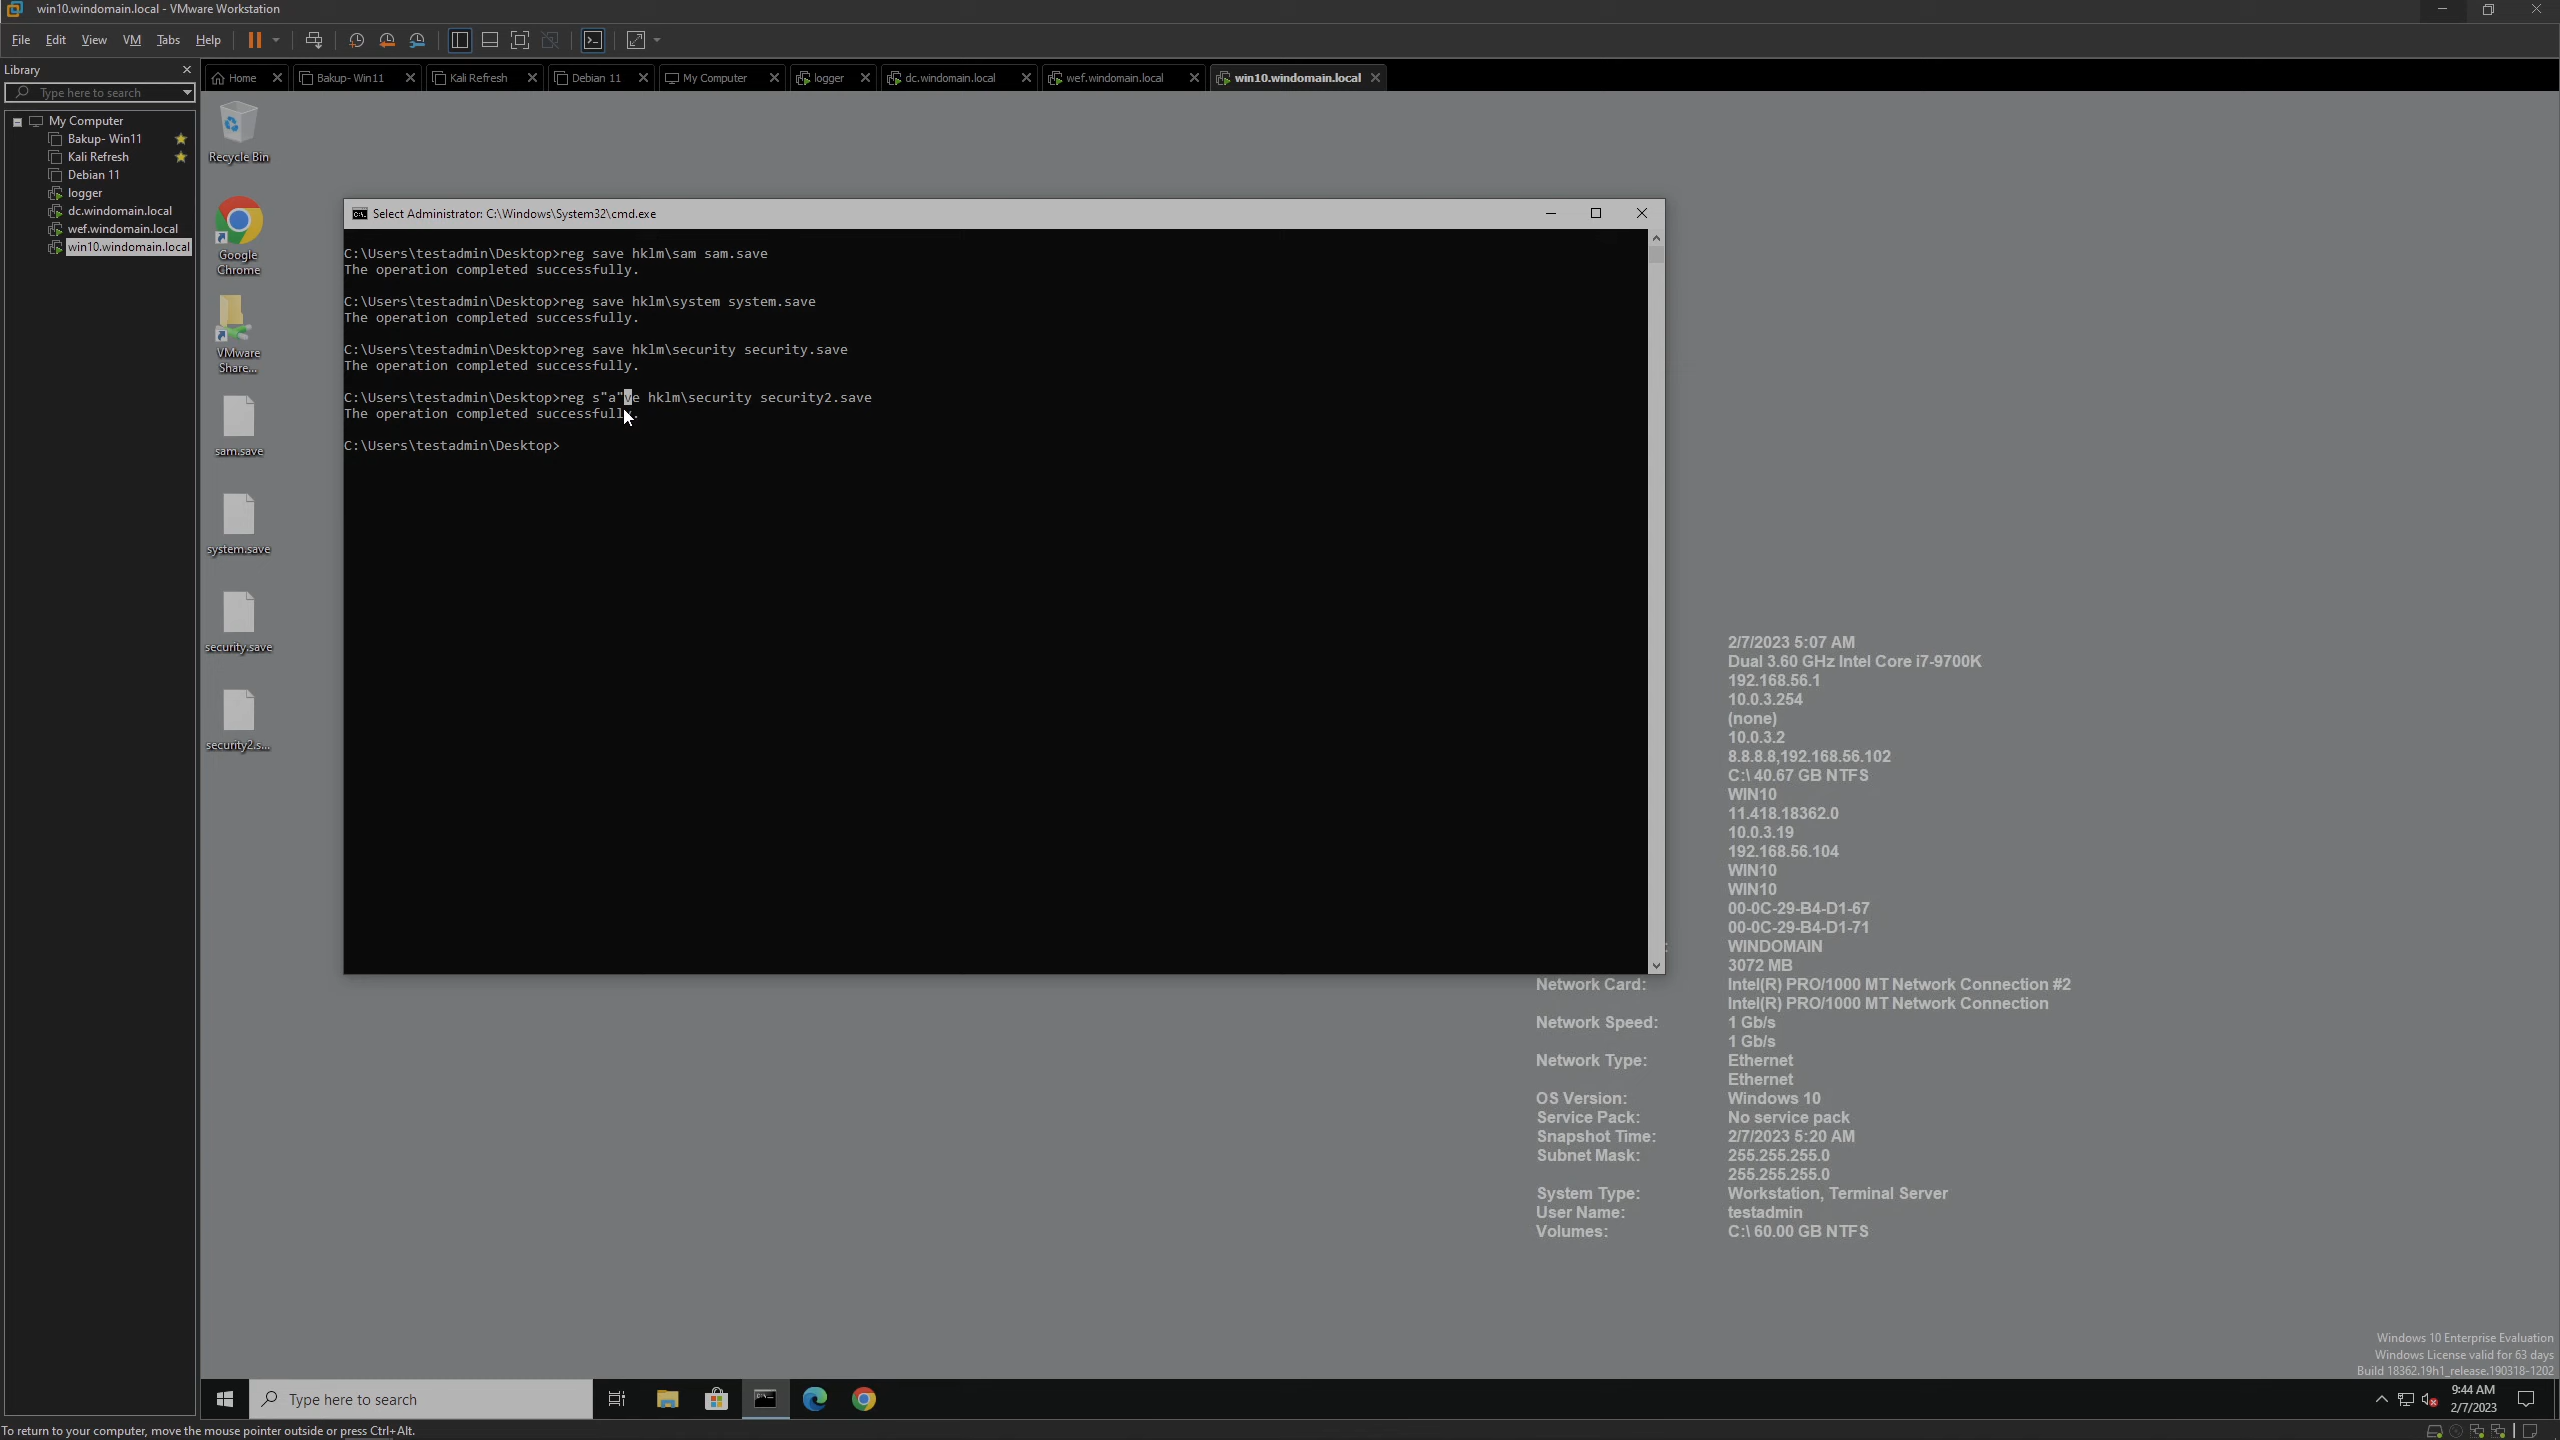 win10.windomain.local - VMware Workstation
File Edit View VM Tabs Help
Library
Type here to search
My Computer
Bakup- Win11
Kali Refresh
Debian 11
logger
dc.windomain.local
wef.windomain.local
win10.windomain.local
Home
Bakup- Win11
Kali Refresh
Debian 11
My Computer
logger
dc.windomain.local
wef.windomain.local
win10.windomain.local
Recycle Bin
Google
Chrome
VMware
Share...
sam.save
system.save
security.save
security2.s...
Select Administrator: C:\Windows\System32\cmd.exe
C:\Users\testadmin\Desktop>reg save hklm\sam sam.save
The operation completed successfully.
C:\Users\testadmin\Desktop>reg save hklm\system system.save
The operation completed successfully.
C:\Users\testadmin\Desktop>reg save hklm\security security.save
The operation completed successfully.
C:\Users\testadmin\Desktop>reg s"a"ve hklm\security security2.save
The operation completed successfully.
C:\Users\testadmin\Desktop>
2/7/2023 5:07 AM
Dual 3.60 GHz Intel Core i7-9700K
192.168.56.1
10.0.3.254
(none)
10.0.3.2
8.8.8.8,192.168.56.102
C:\ 40.67 GB NTFS
WIN10
11.418.18362.0
10.0.3.19
192.168.56.104
WIN10
WIN10
00-0C-29-B4-D1-67
00-0C-29-B4-D1-71
: WINDOMAIN
3072 MB
Network Card: Intel(R) PRO/1000 MT Network Connection #2
Intel(R) PRO/1000 MT Network Connection
Network Speed: 1 Gb/s
1 Gb/s
Network Type: Ethernet
Ethernet
OS Version: Windows 10
Service Pack: No service pack
Snapshot Time: 2/7/2023 5:20 AM
Subnet Mask: 255.255.255.0
255.255.255.0
System Type: Workstation, Terminal Server
User Name: testadmin
Volumes: C:\ 60.00 GB NTFS
Windows 10 Enterprise Evaluation
Windows License valid for 63 days
Build 18362.19h1_release.190318-1202
Type here to search
9:44 AM
2/7/2023
To return to your computer, move the mouse pointer outside or press Ctrl+Alt.